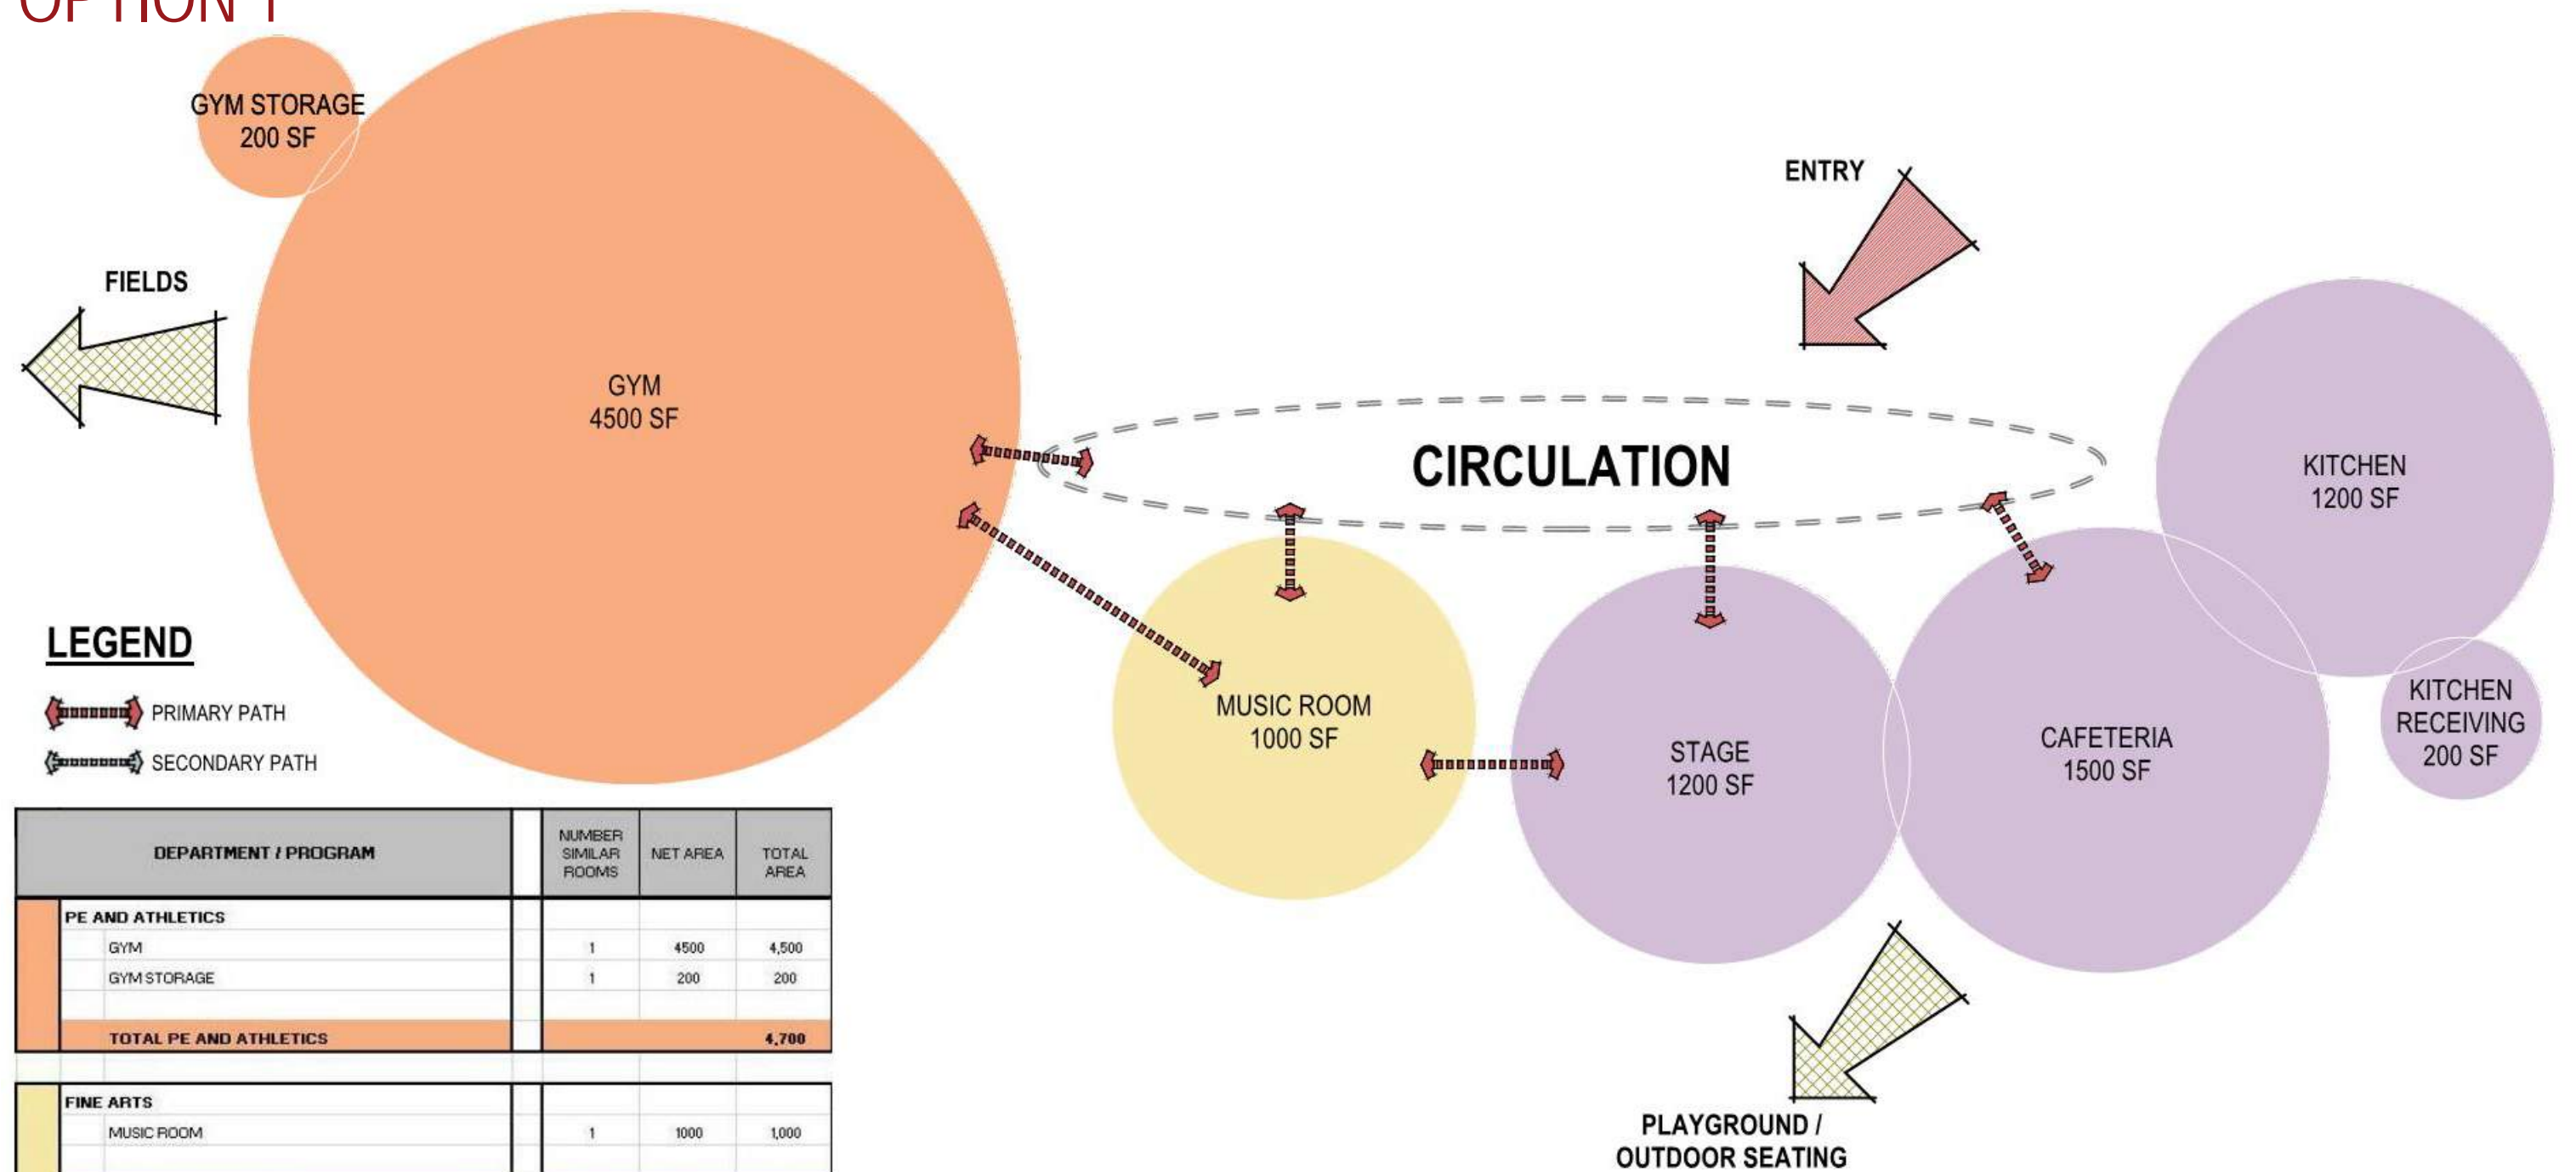 OPTION 1
GYM STORAGE
200 SF
FIELDS
GYM
4500 SF
ENTRY
CIRCULATION
KITCHEN
1200 SF
MUSIC ROOM
1000 SF
STAGE
1200 SF
CAFETERIA
1500 SF
KITCHEN
RECEIVING
200 SF
PLAYGROUND /
OUTDOOR SEATING
LEGEND
PRIMARY PATH
SECONDARY PATH
DEPARTMENT / PROGRAM
NUMBER
SIMILAR
ROOMS
NET AREA
TOTAL
AREA
PE AND ATHLETICS
GYM 1 4500 4,500
GYM STORAGE 1 200 200
TOTAL PE AND ATHLETICS 4,700
FINE ARTS
MUSIC ROOM 1 1000 1,000